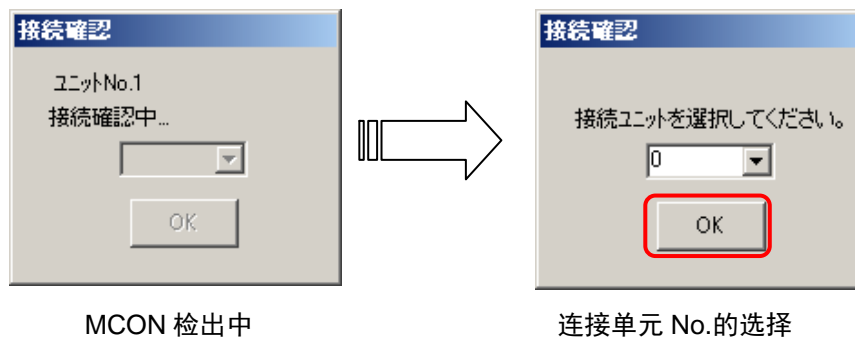 接続確認
ユニットNo.1
接続確認中...
OK
MCON 检出中
接続確認
接続ユニットを選択してください。
0
OK
连接单元 No.的选择